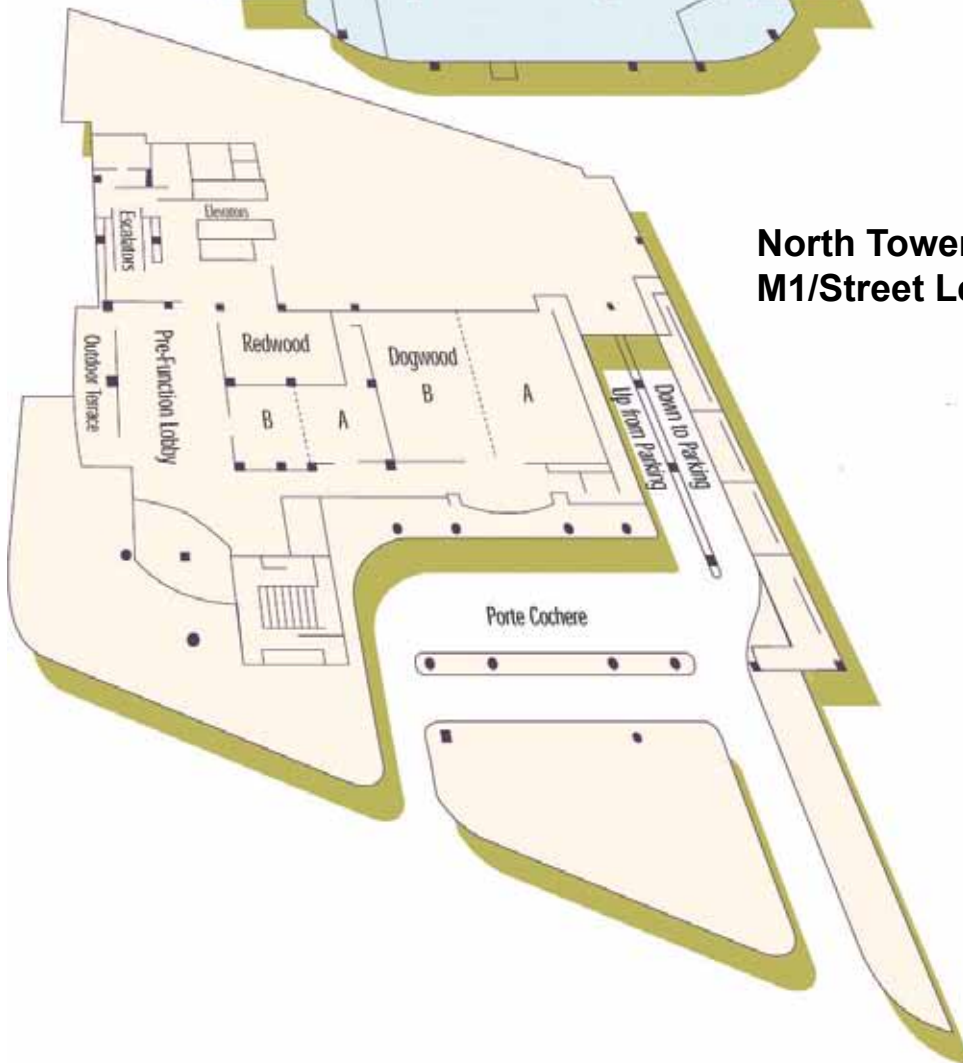 North Tower
M1/Street
Elevators
Escalators
Outdoor Terrace
Pre-Function Lobby
Redwood
B
A
Dogwood
B
A
Up from Parking
Down to Parking
Porte Cochere